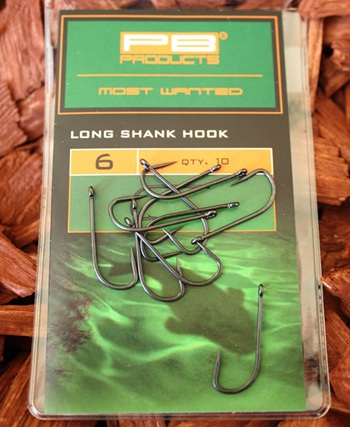 PB®
PRODUCTS
MOST WANTED
LONG SHANK HOOK
6 QTY. 10